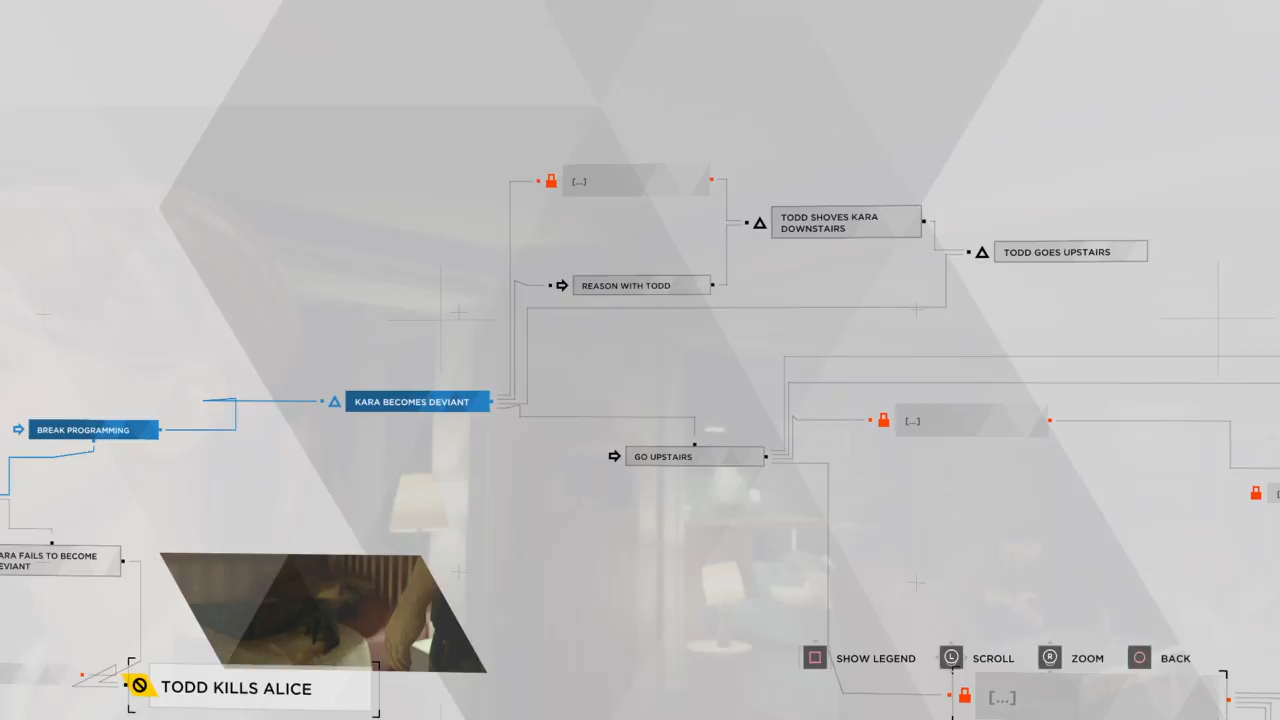 [...]
TODD SHOVES KARA
DOWNSTAIRS
TODD GOES UPSTAIRS
REASON WITH TODD
KARA BECOMES DEVIANT
BREAK PROGRAMMING
[...]
GO UPSTAIRS
[
ARA FAILS TO BECOME
EVIANT
TODD KILLS ALICE
SHOW LEGEND
L SCROLL
R ZOOM
BACK
[...]